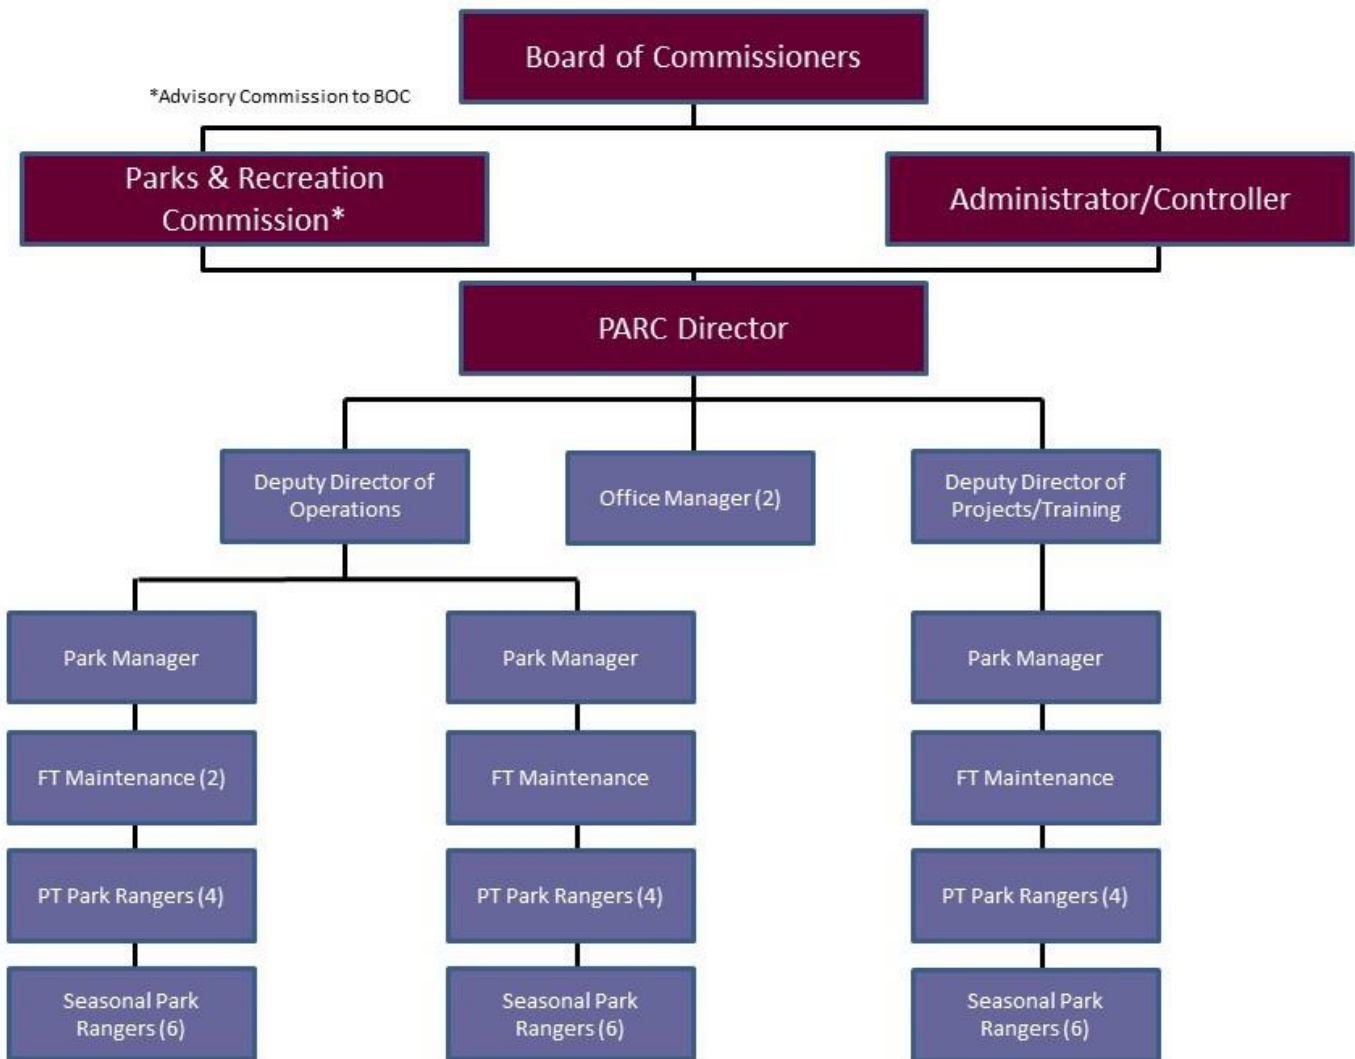 Board of Commissioners
*Advisory Commission to BOC
Parks & Recreation
Commission*
Administrator/Controller
PARC Director
Deputy Director of
Operations
Office Manager (2)
Deputy Director of
Projects/Training
Park Manager
Park Manager
Park Manager
FT Maintenance (2)
FT Maintenance
FT Maintenance
PT Park Rangers (4)
PT Park Rangers (4)
PT Park Rangers (4)
Seasonal Park
Rangers (6)
Seasonal Park
Rangers (6)
Seasonal Park
Rangers (6)